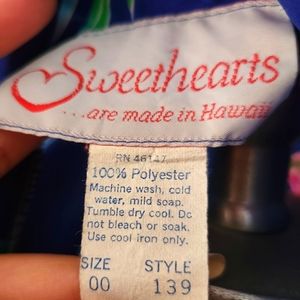 Sweethearts
...are made in Hawaii
RN 46147
100% Polyester
Machine wash, cold
water, mild soap.
Tumble dry cool. Do
not bleach or soak.
Use cool iron only.
SIZE STYLE
00 139